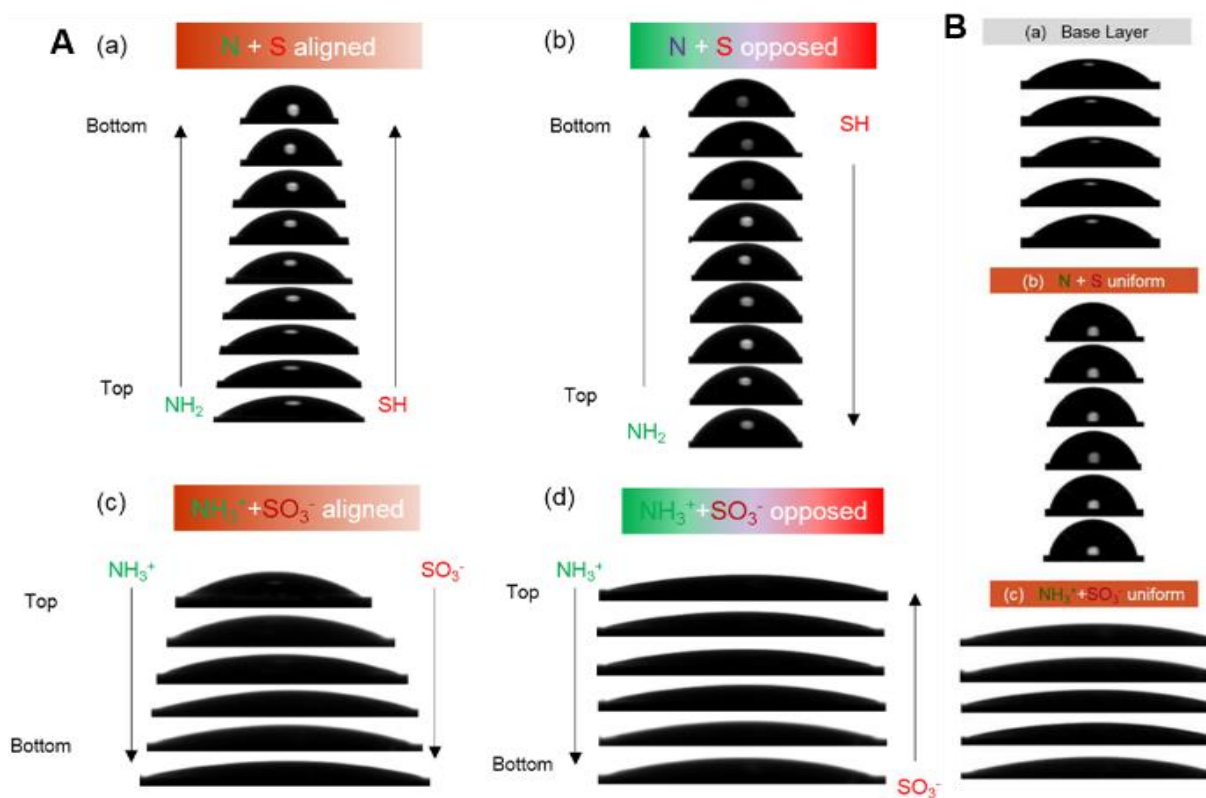 A
(a)
N + S aligned
Bottom
Top
NH₂
SH
(b)
N + S opposed
Bottom
SH
Top
NH₂
(c)
NH₃⁺+SO₃⁻ aligned
NH₃⁺
SO₃⁻
Top
Bottom
(d)
NH₃⁺+SO₃⁻ opposed
NH₃⁺
Top
Bottom
SO₃⁻
B
(a) Base Layer
(b) N + S uniform
(c) NH₃⁺+SO₃⁻ uniform